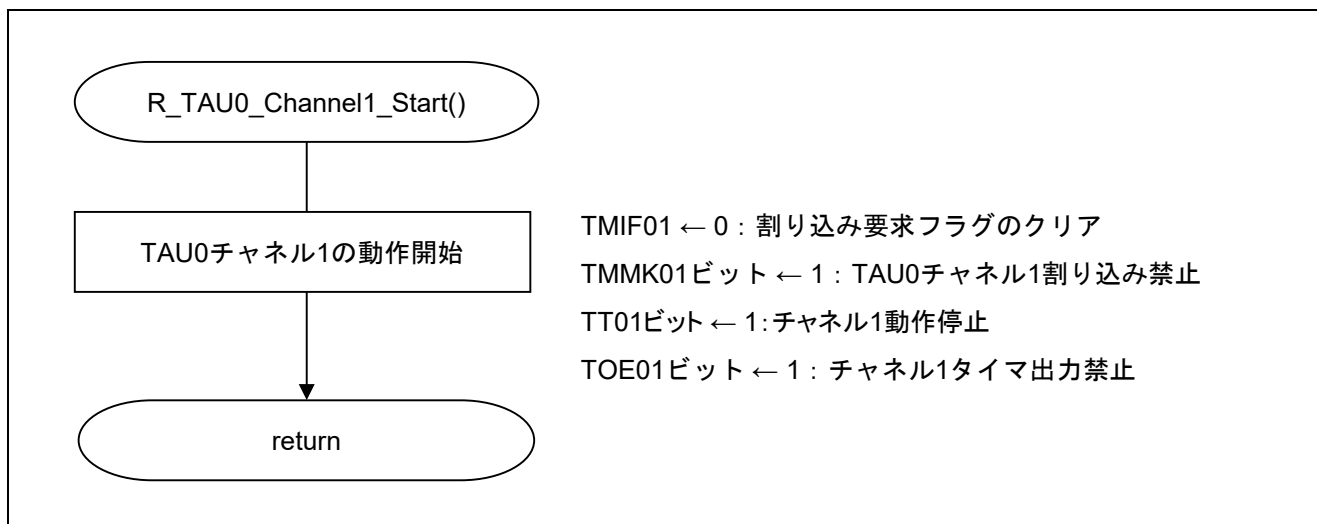 R_TAU0_Channel1_Start()
TAU0チャネル1の動作開始
TMIF01 ← 0：割り込み要求フラグのクリア
TMMK01ビット ← 1：TAU0チャネル1割り込み禁止
TT01ビット ← 1：チャネル1動作停止
TOE01ビット ← 1：チャネル1タイマ出力禁止
return